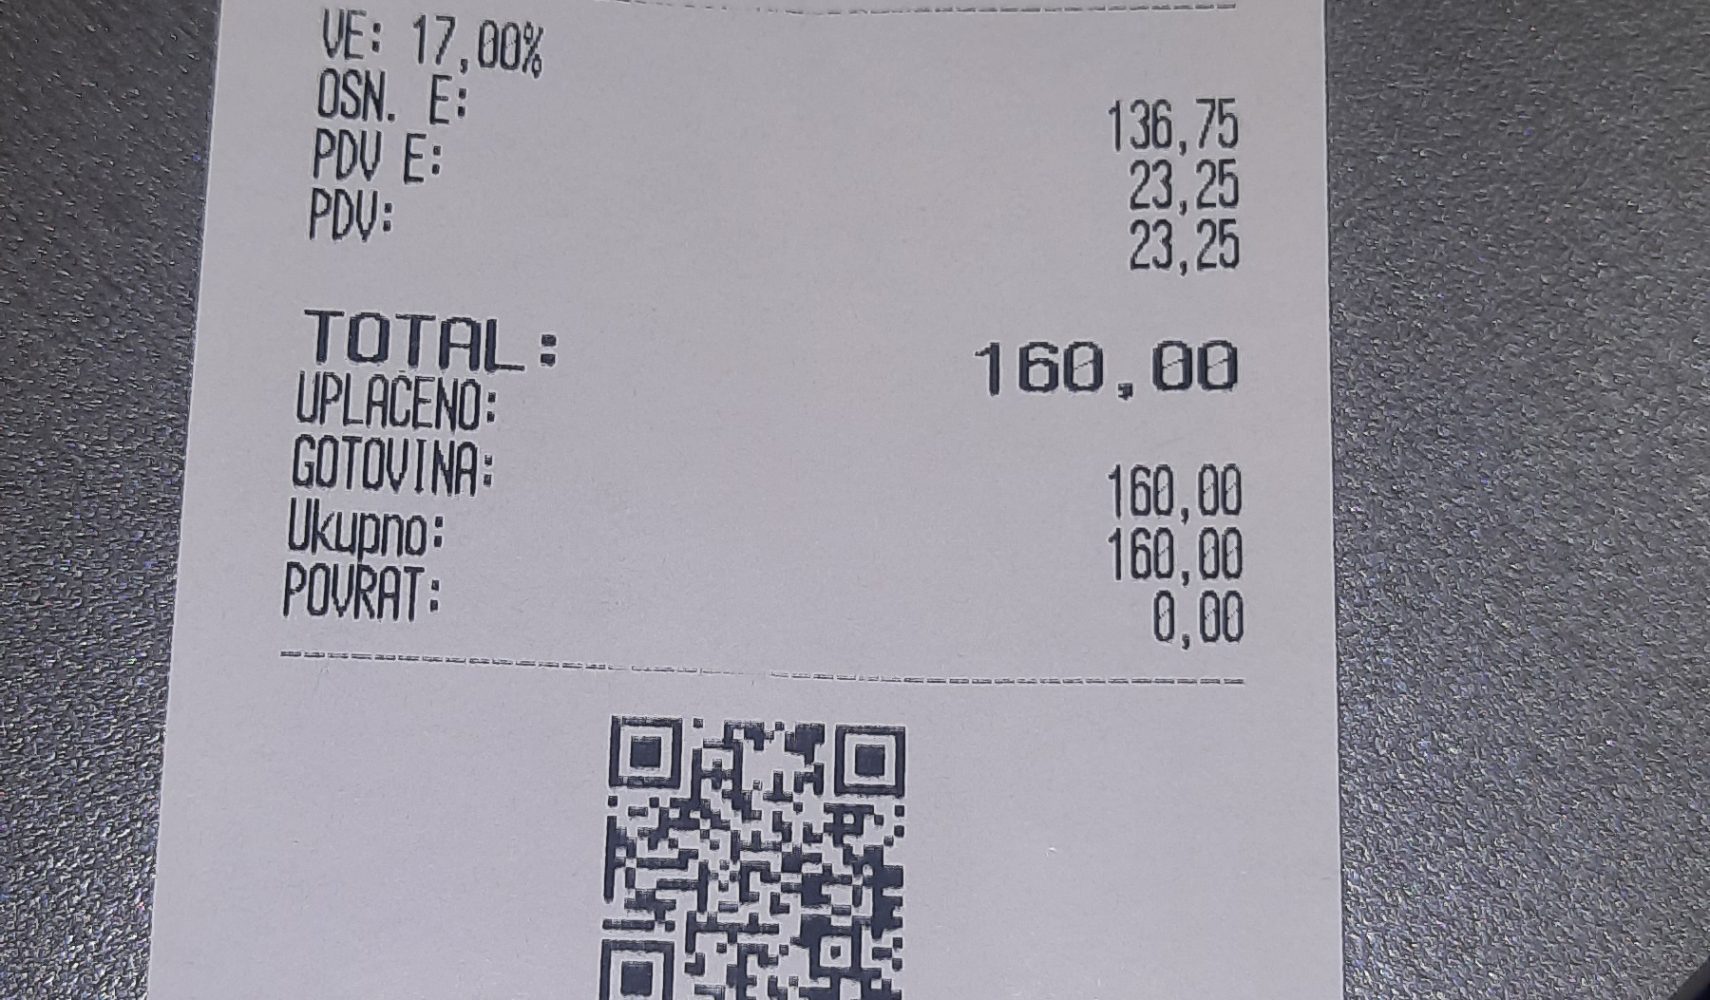 VE: 17,00%
OSN. E: 136,75
PDV E: 23,25
PDV: 23,25
TOTAL: 160,00
UPLAĆENO:
GOTOVINA: 160,00
Ukupno: 160,00
POVRAT: 0,00